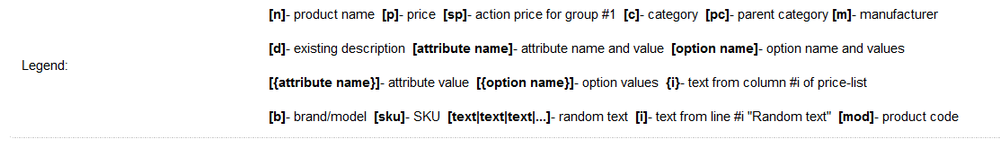 [n]- product name [p]- price [sp]- action price for group #1 [c]- category [pc]- parent category [m]- manufacturer
[d]- existing description [attribute name]- attribute name and value [option name]- option name and values
Legend:
[{attribute name}]- attribute value [{option name}]- option values {i}- text from column #i of price-list
[b]- brand/model [sku]- SKU [text|text|text|...]- random text [i]- text from line #i "Random text" [mod]- product code